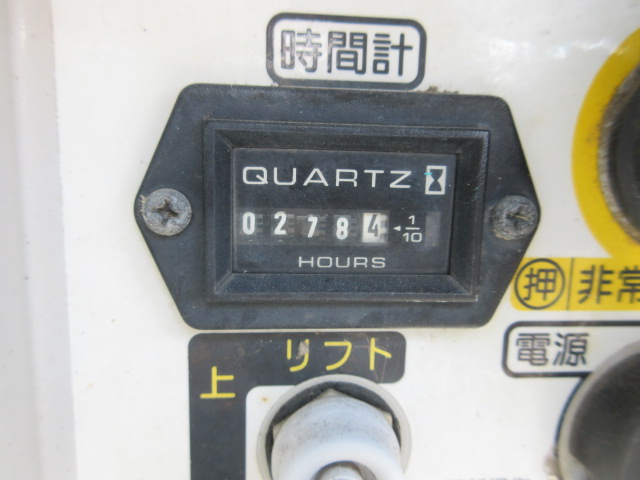 時間計
QUARTZ
02784
1/10
HOURS
押 非常
リフト
上
電源